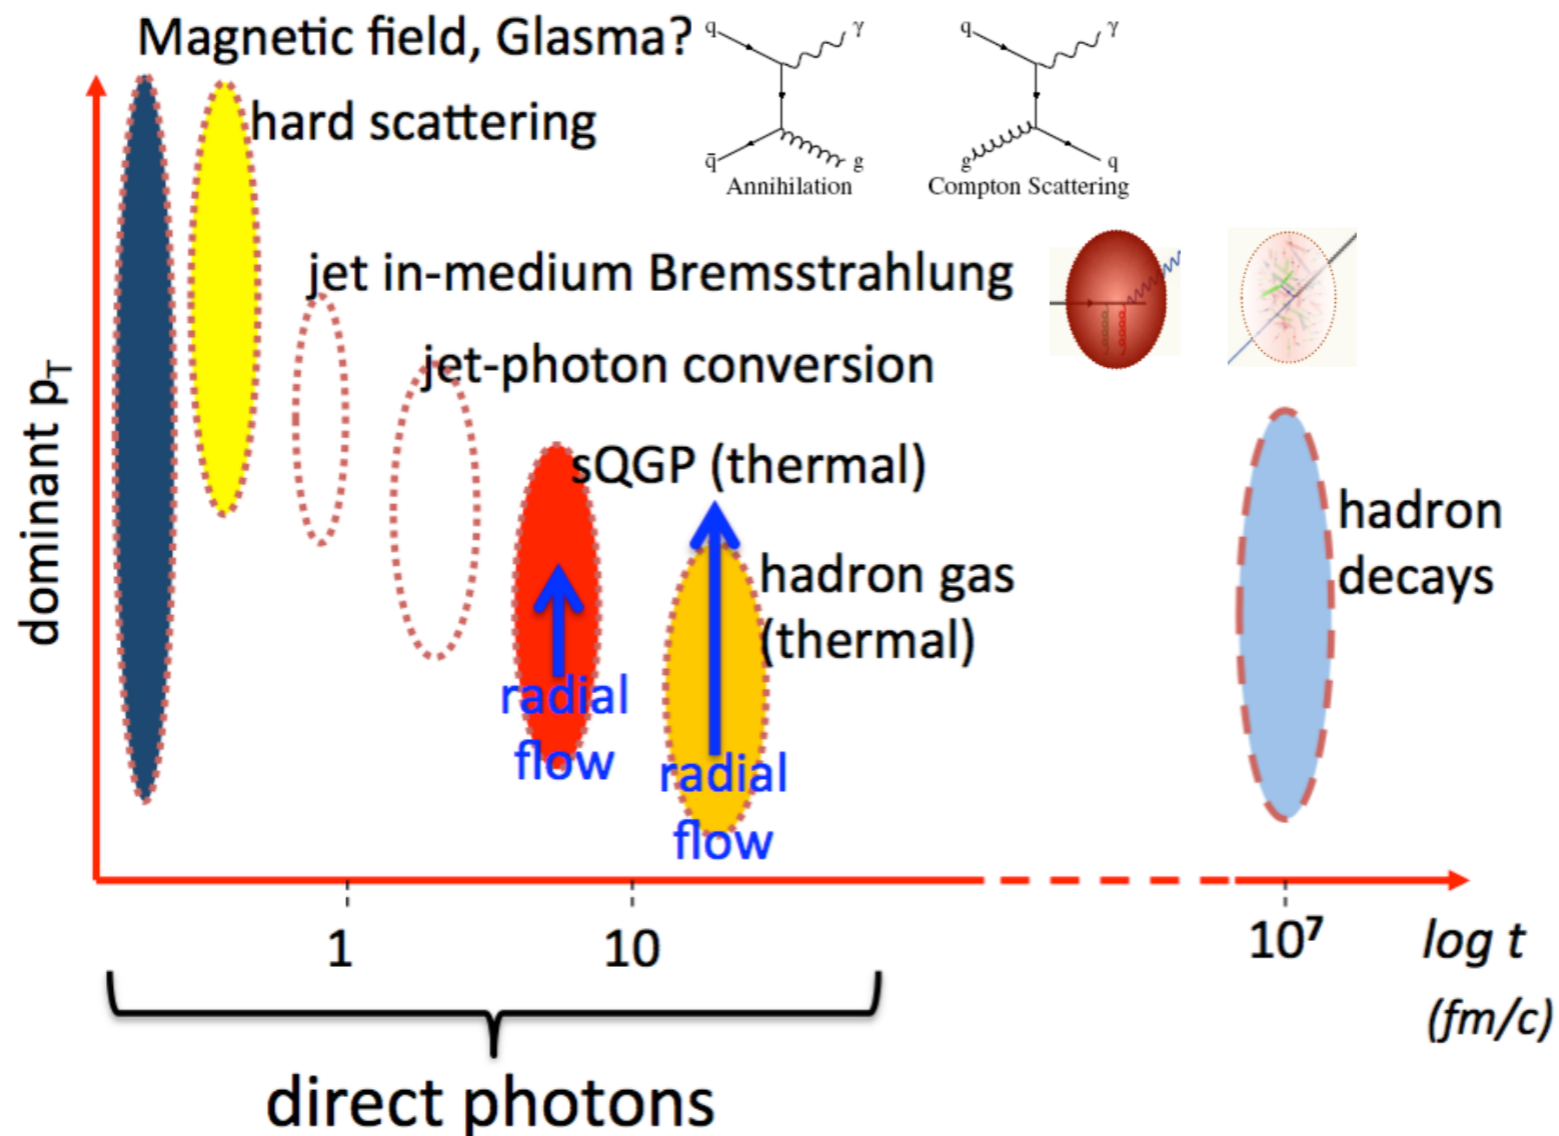 Magnetic field, Glasma?
hard scattering
q γ
q̄ g
Annihilation
q γ
g q
Compton Scattering
jet in-medium Bremsstrahlung
jet-photon conversion
sQGP (thermal)
hadron gas
(thermal)
hadron
decays
radial
flow
radial
flow
dominant p_T
1 10 10⁷ log t
(fm/c)
direct photons